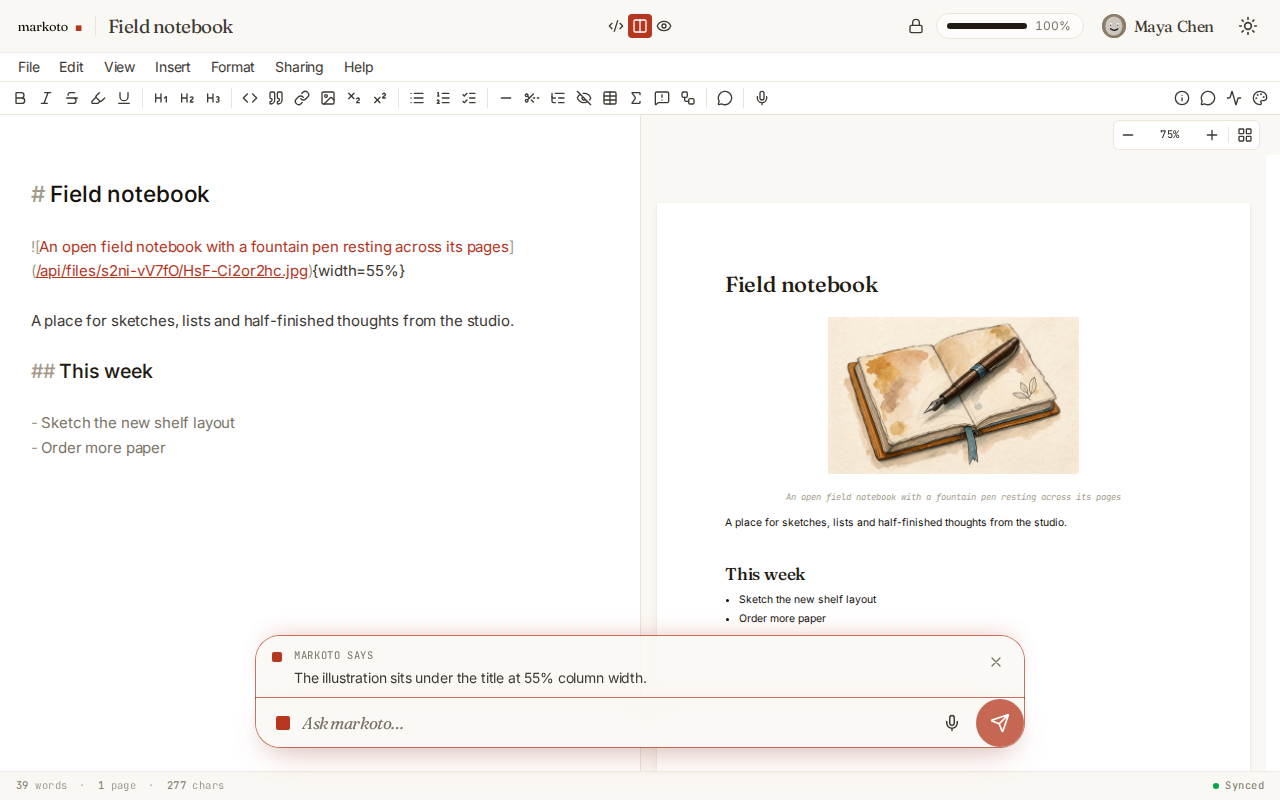 markoto
Field notebook
100%
Maya Chen
File Edit View Insert Format Sharing Help
B I S U H1 H2 H3 X2 x2 Σ
75%
# Field notebook
![An open field notebook with a fountain pen resting across its pages]
(/api/files/s2ni-vV7fO/HsF-Ci2or2hc.jpg){width=55%}
A place for sketches, lists and half-finished thoughts from the studio.
## This week
- Sketch the new shelf layout
- Order more paper
Field notebook
An open field notebook with a fountain pen resting across its pages
A place for sketches, lists and half-finished thoughts from the studio.
This week
• Sketch the new shelf layout
• Order more paper
MARKOTO SAYS
The illustration sits under the title at 55% column width.
Ask markoto...
39 words · 1 page · 277 chars
Synced